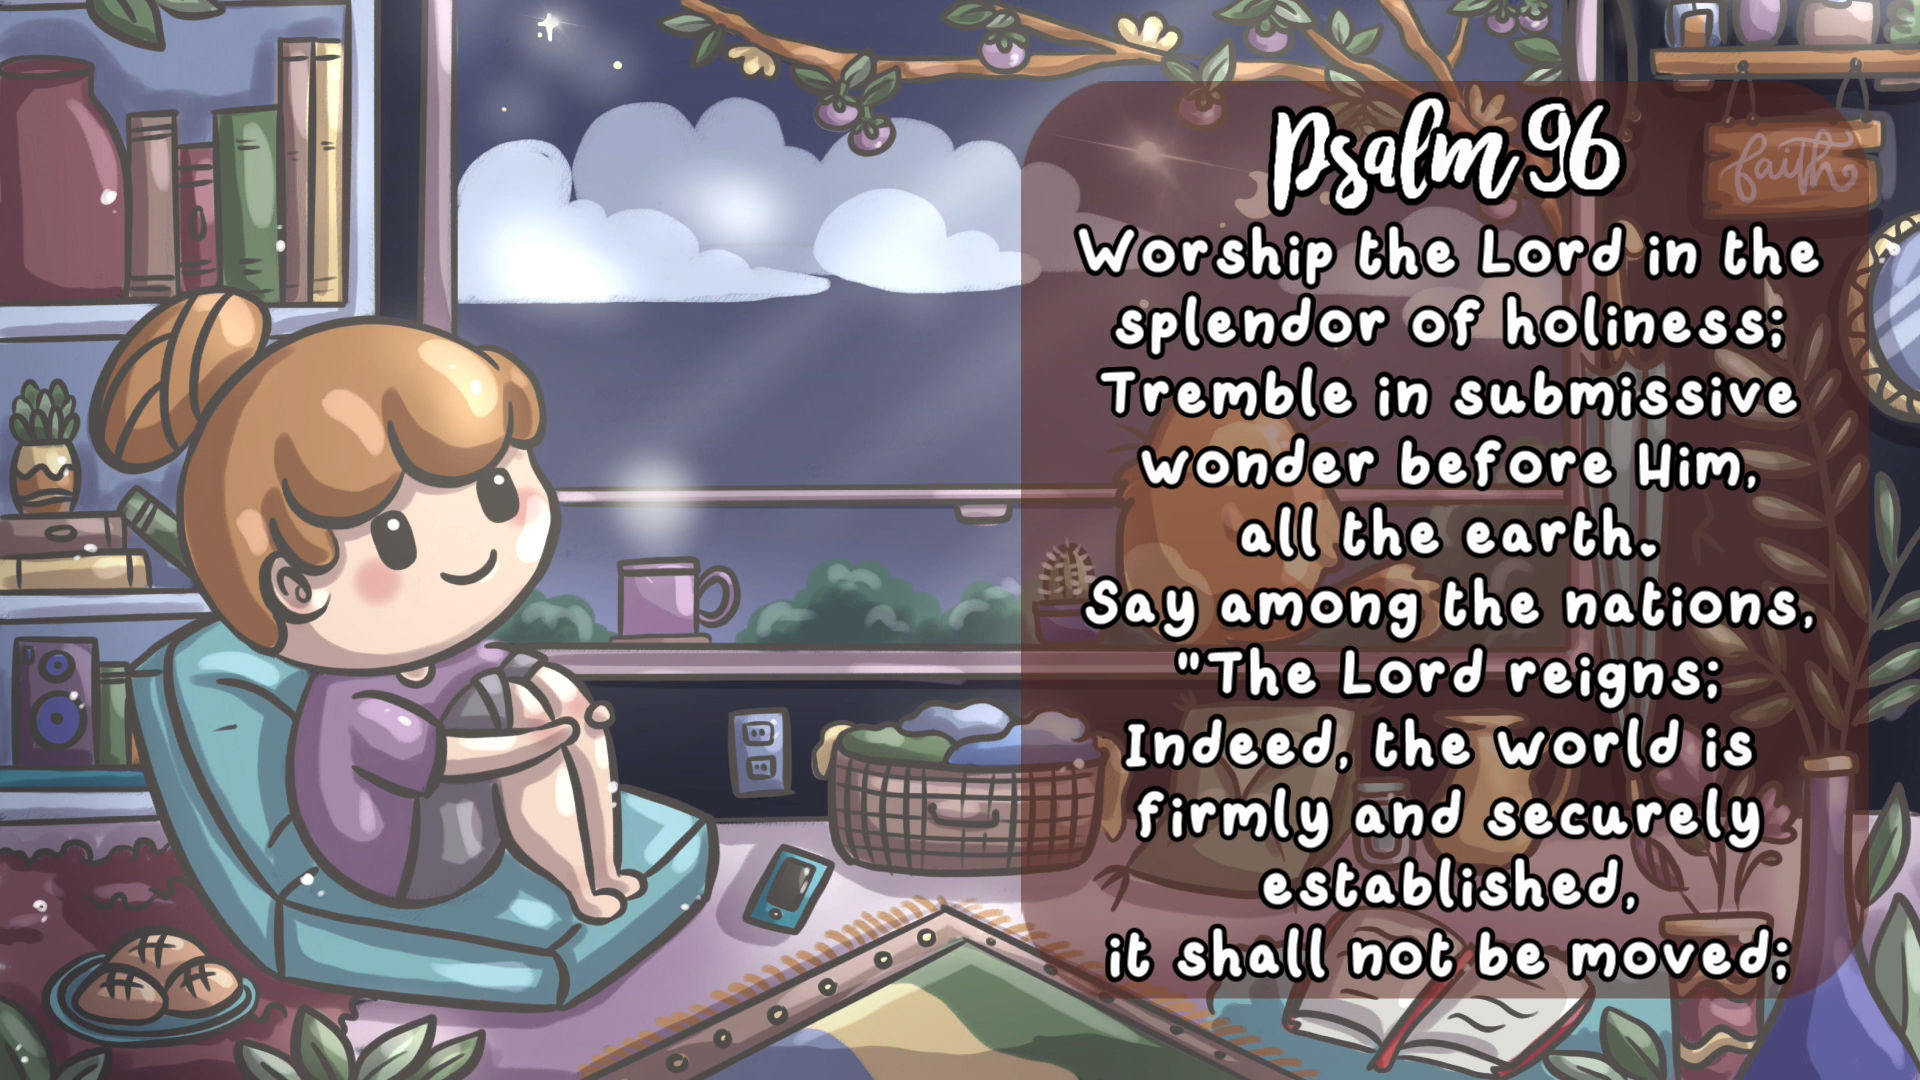 Psalm 96
faith
Worship the Lord in the
splendor of holiness;
Tremble in submissive
wonder before Him,
all the earth.
Say among the nations,
"The Lord reigns;
Indeed, the world is
firmly and securely
established,
it shall not be moved;